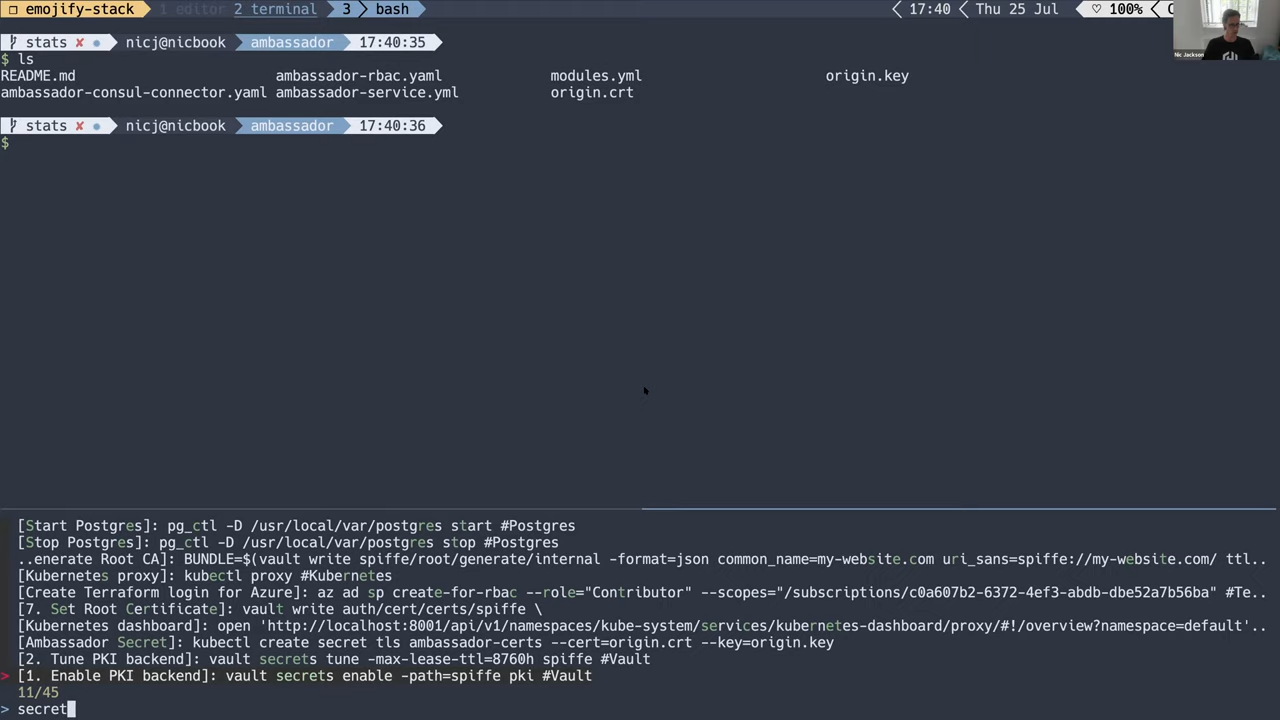 emojify-stack 1 editor 2 terminal 3 bash 17:40 Thu 25 Jul ♡ 100%
Nic Jackson
stats ✘ ● nicj@nicbook ambassador 17:40:35
$ ls
README.md ambassador-rbac.yaml modules.yml origin.key
ambassador-consul-connector.yaml ambassador-service.yml origin.crt
stats ✘ ● nicj@nicbook ambassador 17:40:36
$
[Start Postgres]: pg_ctl -D /usr/local/var/postgres start #Postgres
[Stop Postgres]: pg_ctl -D /usr/local/var/postgres stop #Postgres
..enerate Root CA]: BUNDLE=$(vault write spiffe/root/generate/internal -format=json common_name=my-website.com uri_sans=spiffe://my-website.com/ ttl..
[Kubernetes proxy]: kubectl proxy #Kubernetes
[Create Terraform login for Azure]: az ad sp create-for-rbac --role="Contributor" --scopes="/subscriptions/c0a607b2-6372-4ef3-abdb-dbe52a7b56ba" #Te..
[7. Set Root Certificate]: vault write auth/cert/certs/spiffe \
[Kubernetes dashboard]: open 'http://localhost:8001/api/v1/namespaces/kube-system/services/kubernetes-dashboard/proxy/#!/overview?namespace=default'..
[Ambassador Secret]: kubectl create secret tls ambassador-certs --cert=origin.crt --key=origin.key
[2. Tune PKI backend]: vault secrets tune -max-lease-ttl=8760h spiffe #Vault
> [1. Enable PKI backend]: vault secrets enable -path=spiffe pki #Vault
11/45
> secret